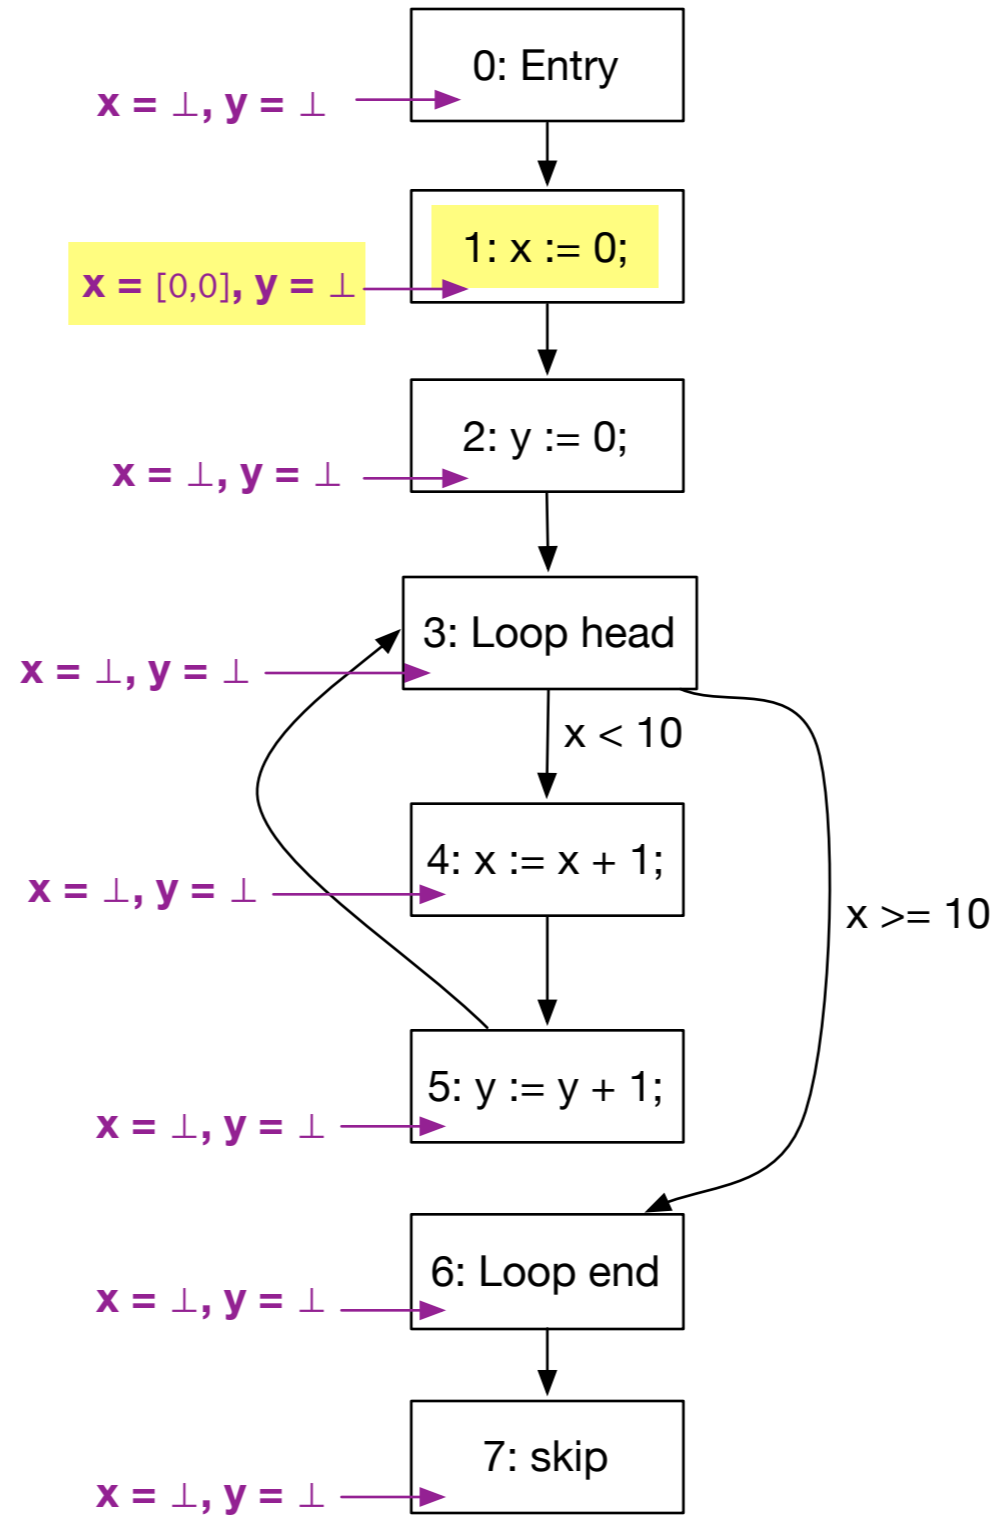 0: Entry
x = ⊥, y = ⊥
1: x := 0;
x = [0,0], y = ⊥
2: y := 0;
x = ⊥, y = ⊥
3: Loop head
x = ⊥, y = ⊥
x < 10
4: x := x + 1;
x = ⊥, y = ⊥
x >= 10
5: y := y + 1;
x = ⊥, y = ⊥
6: Loop end
x = ⊥, y = ⊥
7: skip
x = ⊥, y = ⊥